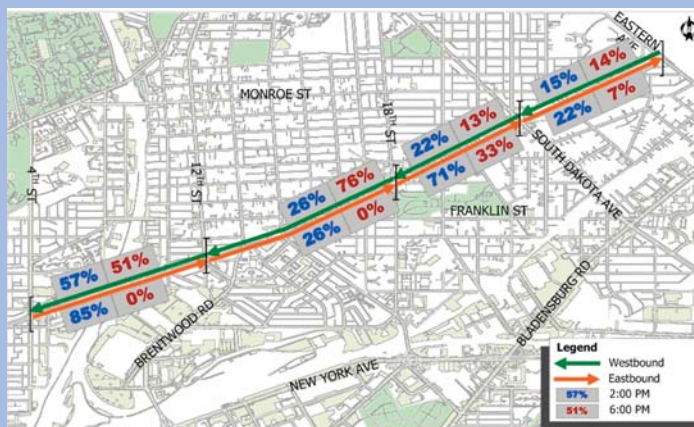 EASTERN
AVE
15% 14%
22% 7%
MONROE ST
18TH ST
22% 13%
71% 33%
SOUTH DAKOTA AVE
12TH ST
26% 76%
26% 0%
FRANKLIN ST
4TH ST
57% 51%
85% 0%
BRENTWOOD RD
BLADENSBURG RD
NEW YORK AVE
Legend
Westbound
Eastbound
57% 2:00 PM
51% 6:00 PM